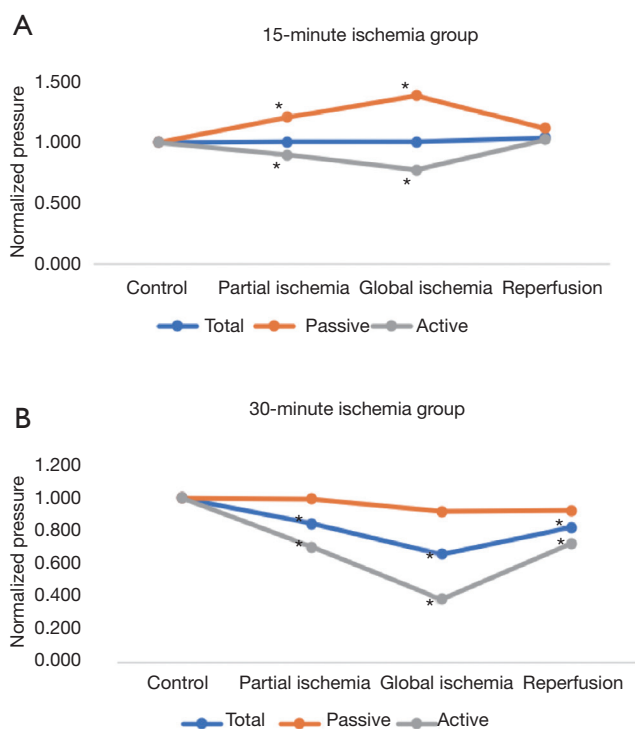 A
15-minute ischemia group
Normalized pressure
1.500
1.000
0.500
0.000
*
*
*
*
Control Partial ischemia Global ischemia Reperfusion
Total Passive Active
B
30-minute ischemia group
Normalized pressure
1.200
1.000
0.800
0.600
0.400
0.200
0.000
*
*
*
*
*
*
Control Partial ischemia Global ischemia Reperfusion
Total Passive Active